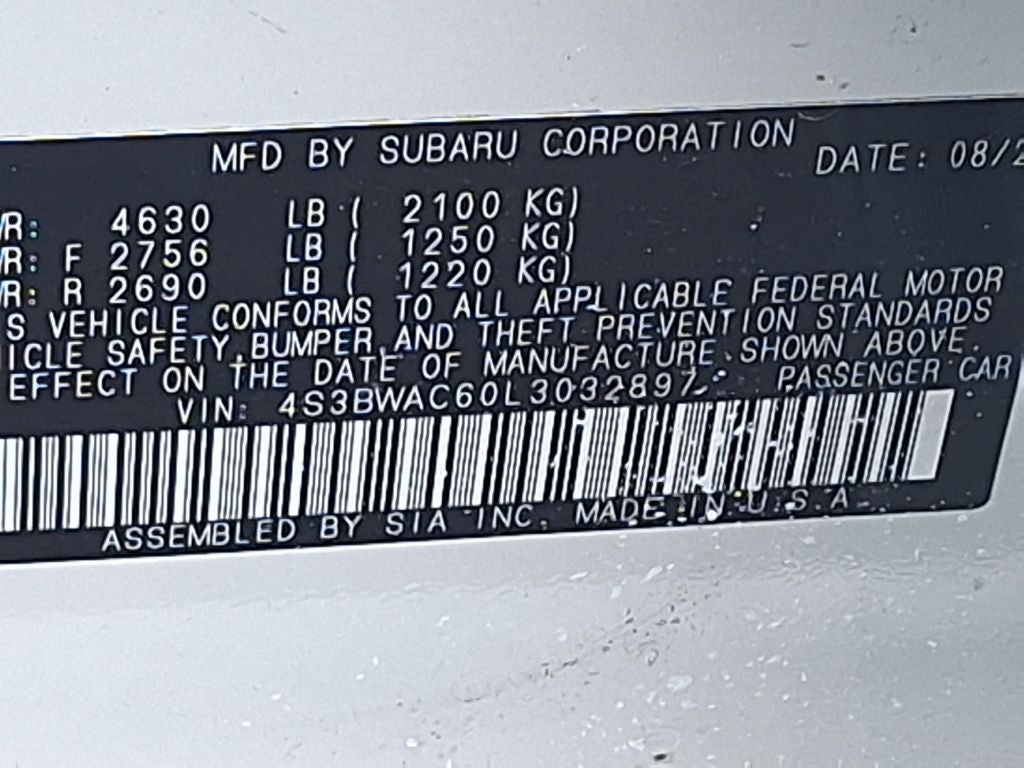 MFD BY SUBARU CORPORATION DATE: 08/2
R: 4630 LB ( 2100 KG)
R: F 2756 LB ( 1250 KG)
R: R 2690 LB ( 1220 KG)
S VEHICLE CONFORMS TO ALL APPLICABLE FEDERAL MOTOR
ICLE SAFETY, BUMPER, AND THEFT PREVENTION STANDARDS
EFFECT ON THE DATE OF MANUFACTURE SHOWN ABOVE.
VIN: 4S3BWAC60L3032897 PASSENGER CAR
ASSEMBLED BY SIA INC. MADE IN U.S.A